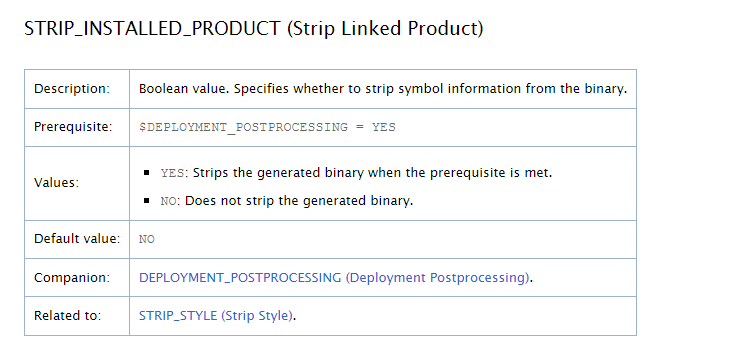 STRIP_INSTALLED_PRODUCT (Strip Linked Product)
Description: Boolean value. Specifies whether to strip symbol information from the binary.
Prerequisite: $DEPLOYMENT_POSTPROCESSING = YES
Values:
▪ YES: Strips the generated binary when the prerequisite is met.
▪ NO: Does not strip the generated binary.
Default value: NO
Companion: DEPLOYMENT_POSTPROCESSING (Deployment Postprocessing).
Related to: STRIP_STYLE (Strip Style).